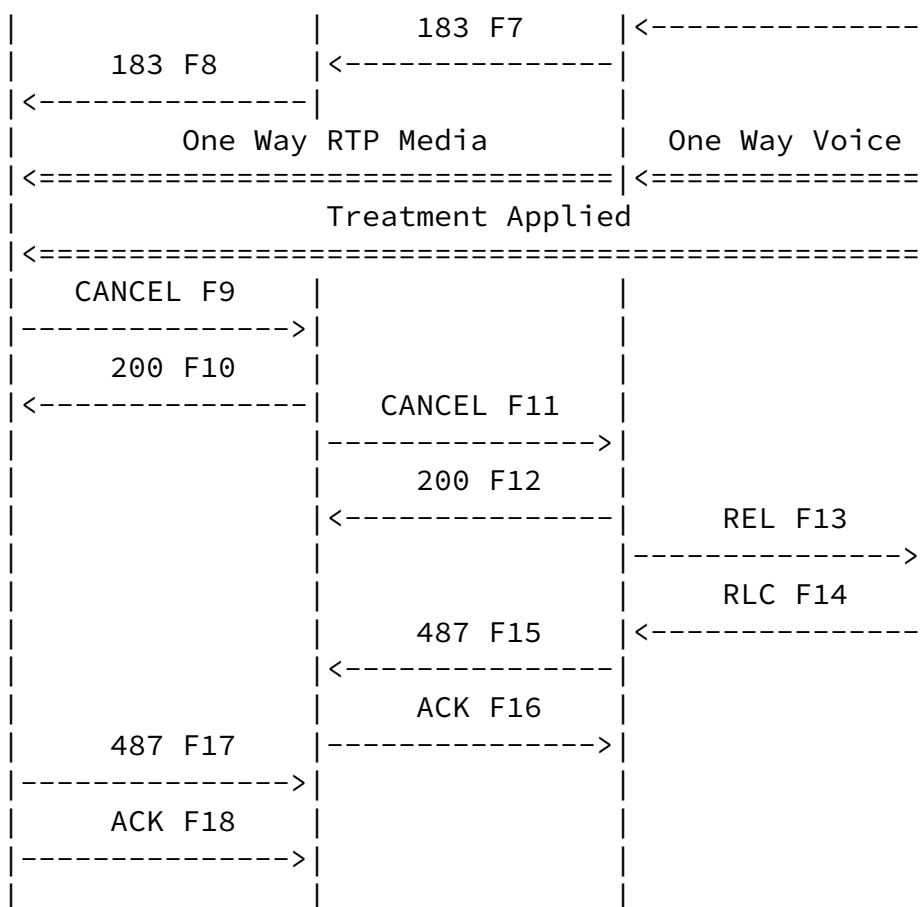 |                |     183 F7     |<---------------
|     183 F8     |<---------------|
|<---------------|
|         One Way RTP Media       |  One Way Voice
|<================================|<===============
|                 Treatment Applied
|<=================================================
|   CANCEL F9    |                |
|--------------->|                |
|     200 F10    |                |
|<---------------|   CANCEL F11   |
|                |--------------->|
|                |     200 F12    |
|                |<---------------|     REL F13
|                |                |--------------->
|                |                |     RLC F14
|                |     487 F15    |<---------------
|                |<---------------|
|                |     ACK F16    |
|     487 F17    |--------------->|
|--------------->|                |
|     ACK F18    |                |
|--------------->|                |
|                |                |